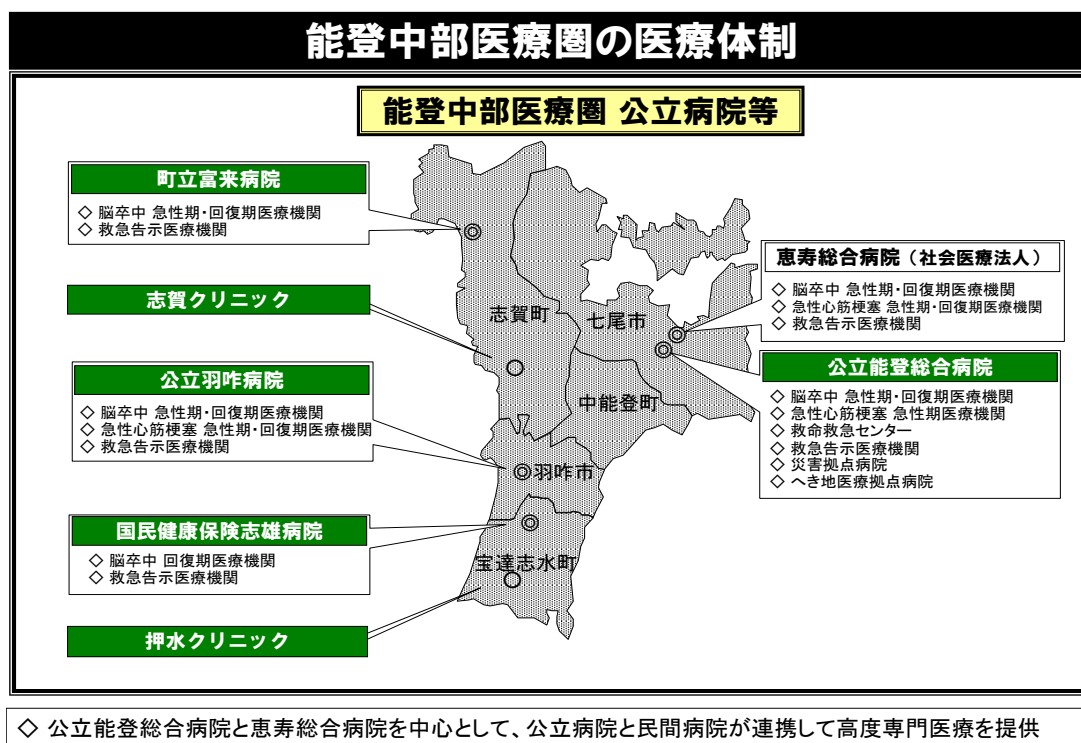 能登中部医療圏の医療体制
能登中部医療圏 公立病院等
町立富来病院
◇ 脳卒中 急性期・回復期医療機関
◇ 救急告示医療機関
志賀クリニック
公立羽咋病院
◇ 脳卒中 急性期・回復期医療機関
◇ 急性心筋梗塞 急性期・回復期医療機関
◇ 救急告示医療機関
国民健康保険志雄病院
◇ 脳卒中 回復期医療機関
◇ 救急告示医療機関
押水クリニック
志賀町
七尾市
中能登町
羽咋市
宝達志水町
恵寿総合病院（社会医療法人）
◇ 脳卒中 急性期・回復期医療機関
◇ 急性心筋梗塞 急性期・回復期医療機関
◇ 救急告示医療機関
公立能登総合病院
◇ 脳卒中 急性期・回復期医療機関
◇ 急性心筋梗塞 急性期医療機関
◇ 救命救急センター
◇ 救急告示医療機関
◇ 災害拠点病院
◇ へき地医療拠点病院
◇ 公立能登総合病院と恵寿総合病院を中心として、公立病院と民間病院が連携して高度専門医療を提供